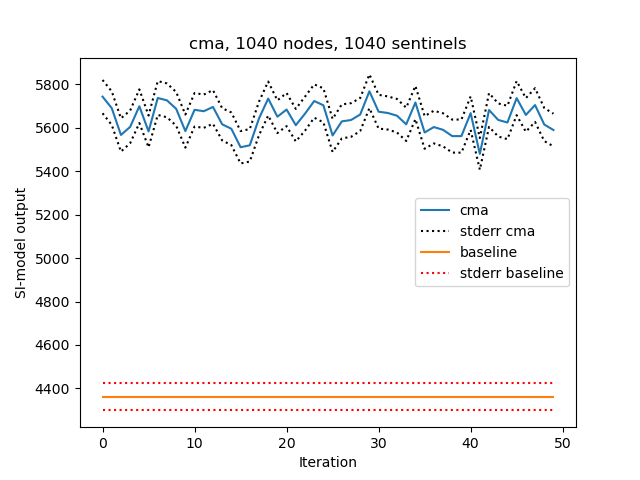 cma, 1040 nodes, 1040 sentinels
SI-model output
5800
5600
5400
5200
5000
4800
4600
4400
cma
stderr cma
baseline
stderr baseline
0 10 20 30 40 50
Iteration